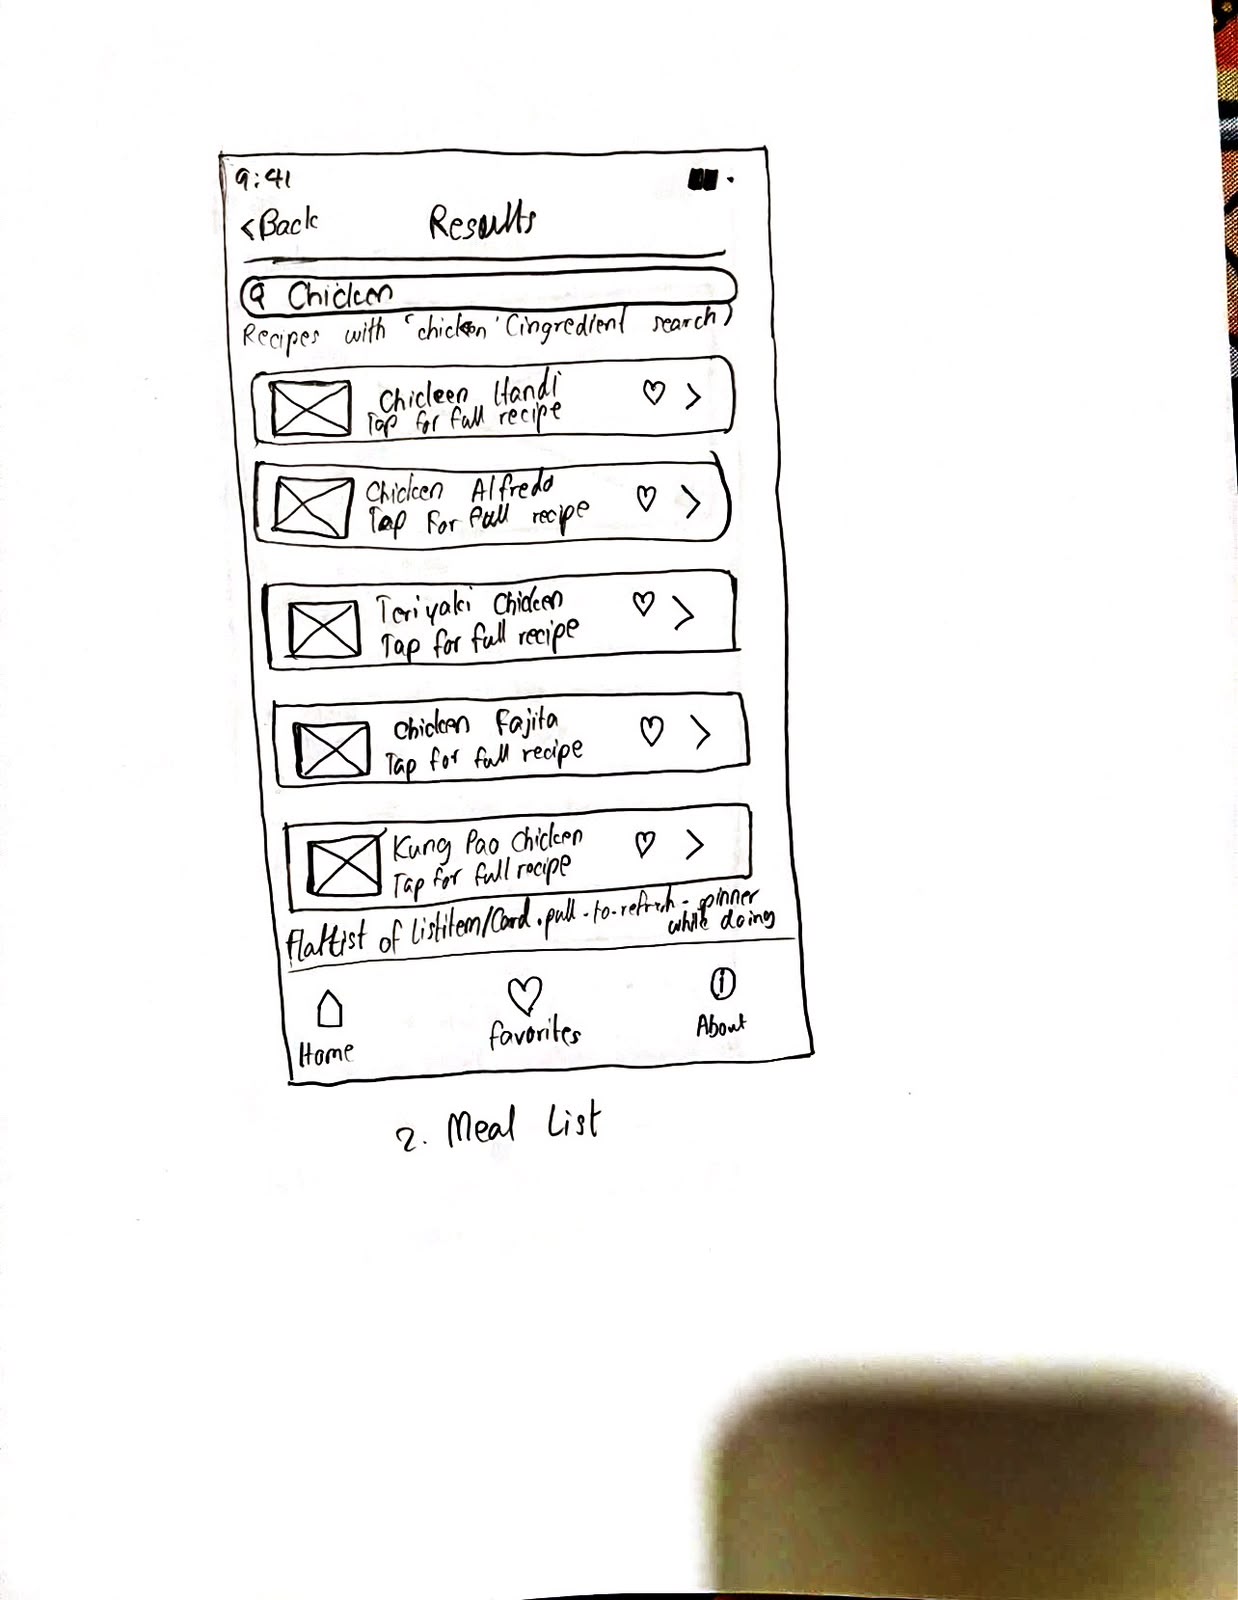 9:41
<Back Results
Chicken
Recipes with 'chicken' (ingredient search)
Chicken Handi
Tap for full recipe
Chicken Alfredo
Tap For full recipe
Teriyaki Chicken
Tap for full recipe
Chicken Fajita
Tap for full recipe
Kung Pao Chicken
Tap for full recipe
flatlist of listitem/Card. pull-to-refresh - spinner
while doing
Home favorites About
2. Meal List